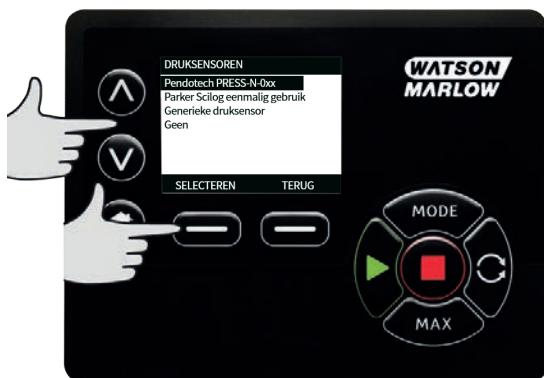 DRUKSENSOREN
Pendotech PRESS-N-0xx
Parker Scilog eenmalig gebruik
Generieke druksensor
Geen
SELECTEREN TERUG
WATSON
MARLOW
MODE
MAX